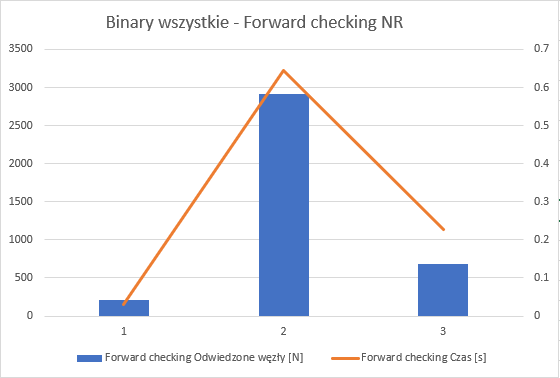 Binary wszystkie - Forward checking NR
3500 0.7
3000 0.6
2500 0.5
2000 0.4
1500 0.3
1000 0.2
500 0.1
0 0
1 2 3
Forward checking Odwiedzone węzły [N] Forward checking Czas [s]